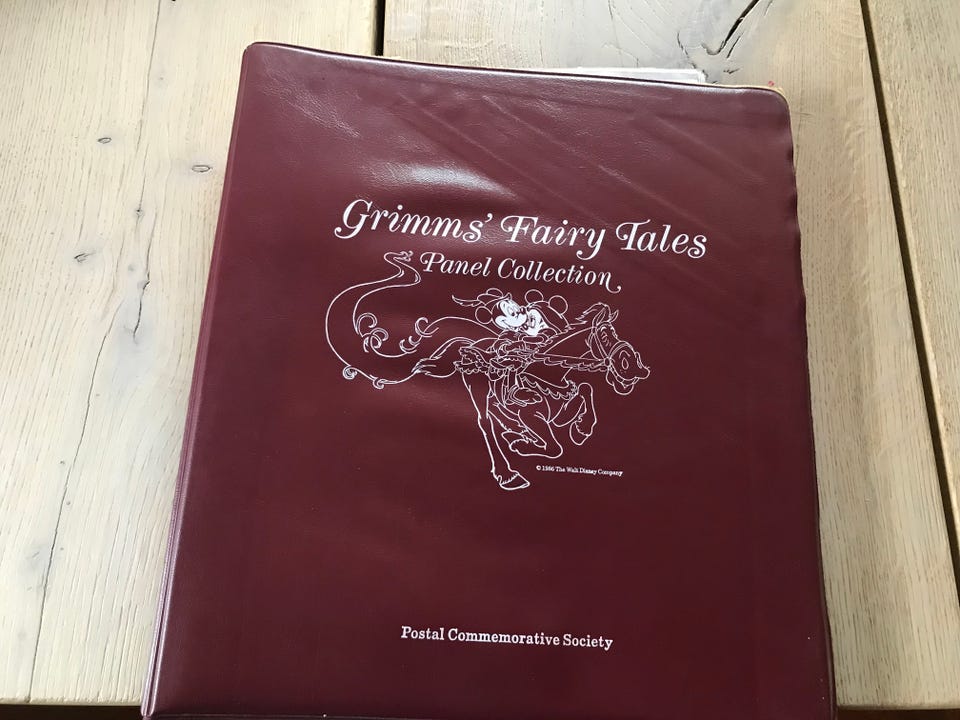 Grimms' Fairy Tales
Panel Collection
© 1986 The Walt Disney Company
Postal Commemorative Society